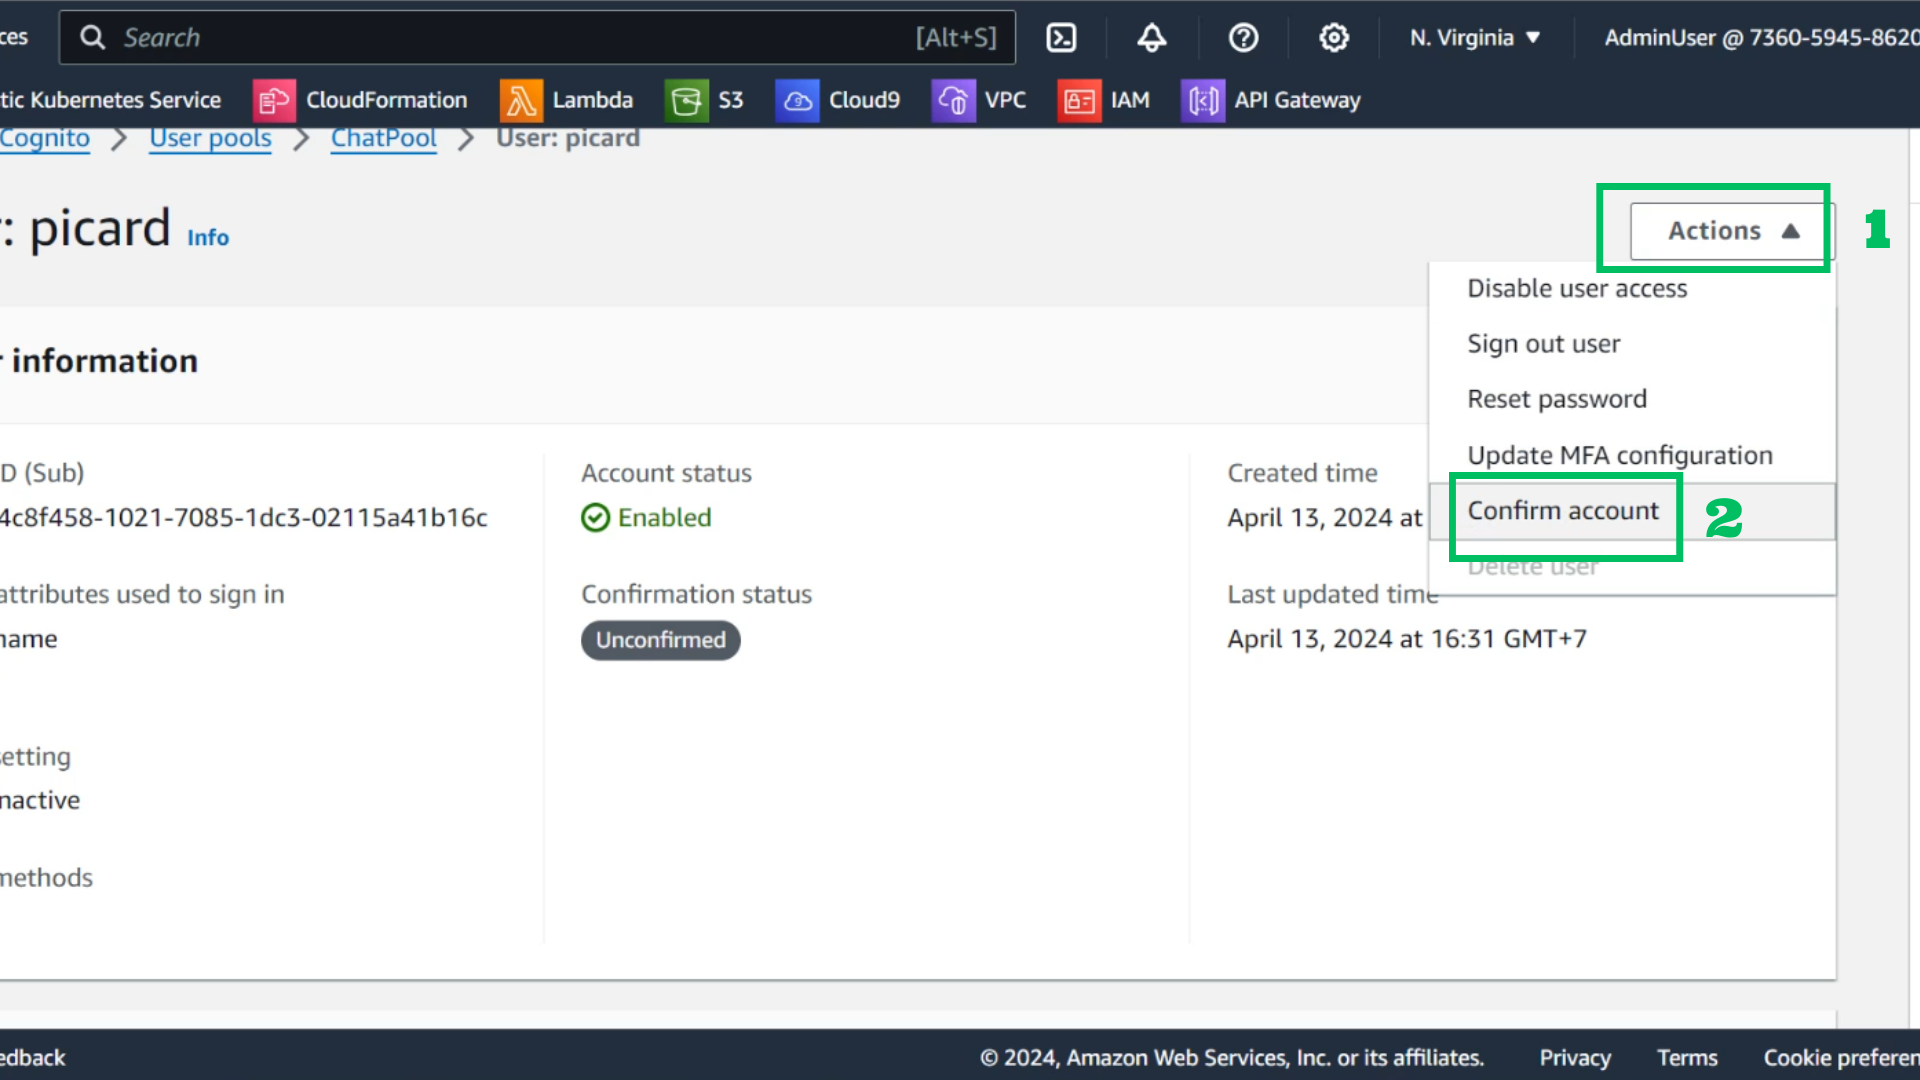 ces
Search [Alt+S]
N. Virginia ▼
AdminUser @ 7360-5945-8620
tic Kubernetes Service
CloudFormation
Lambda
S3
Cloud9
VPC
IAM
API Gateway
Cognito > User pools > ChatPool > User: picard
r: picard Info
Actions ▲
1
Disable user access
Sign out user
Reset password
Update MFA configuration
Confirm account
2
Delete user
r information
D (Sub)
4c8f458-1021-7085-1dc3-02115a41b16c
attributes used to sign in
name
etting
nactive
methods
Account status
Enabled
Confirmation status
Unconfirmed
Created time
April 13, 2024 at
Last updated time
April 13, 2024 at 16:31 GMT+7
edback
© 2024, Amazon Web Services, Inc. or its affiliates.
Privacy
Terms
Cookie preferen